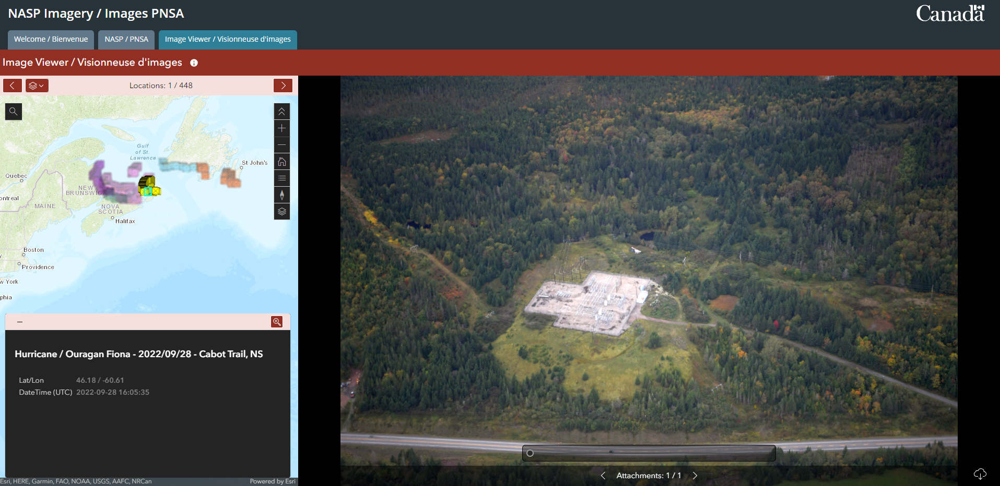 NASP Imagery / Images PNSA
Canada
Welcome / Bienvenue
NASP / PNSA
Image Viewer / Visionneuse d'images
Image Viewer / Visionneuse d'images
Locations: 1 / 448
Gulf
of St.
Lawrence
St John's
Quebec
NEW
BRUNSWICK
ontreal
MAINE
NOVA
SCOTIA
Halifax
Boston
Providence
w York
phia
Hurricane / Ouragan Fiona - 2022/09/28 - Cabot Trail, NS
Lat/Lon 46.18 / -60.61
DateTime (UTC) 2022-09-28 16:05:35
Esri, HERE, Garmin, FAO, NOAA, USGS, AAFC, NRCan
Powered by Esri
Attachments: 1 / 1